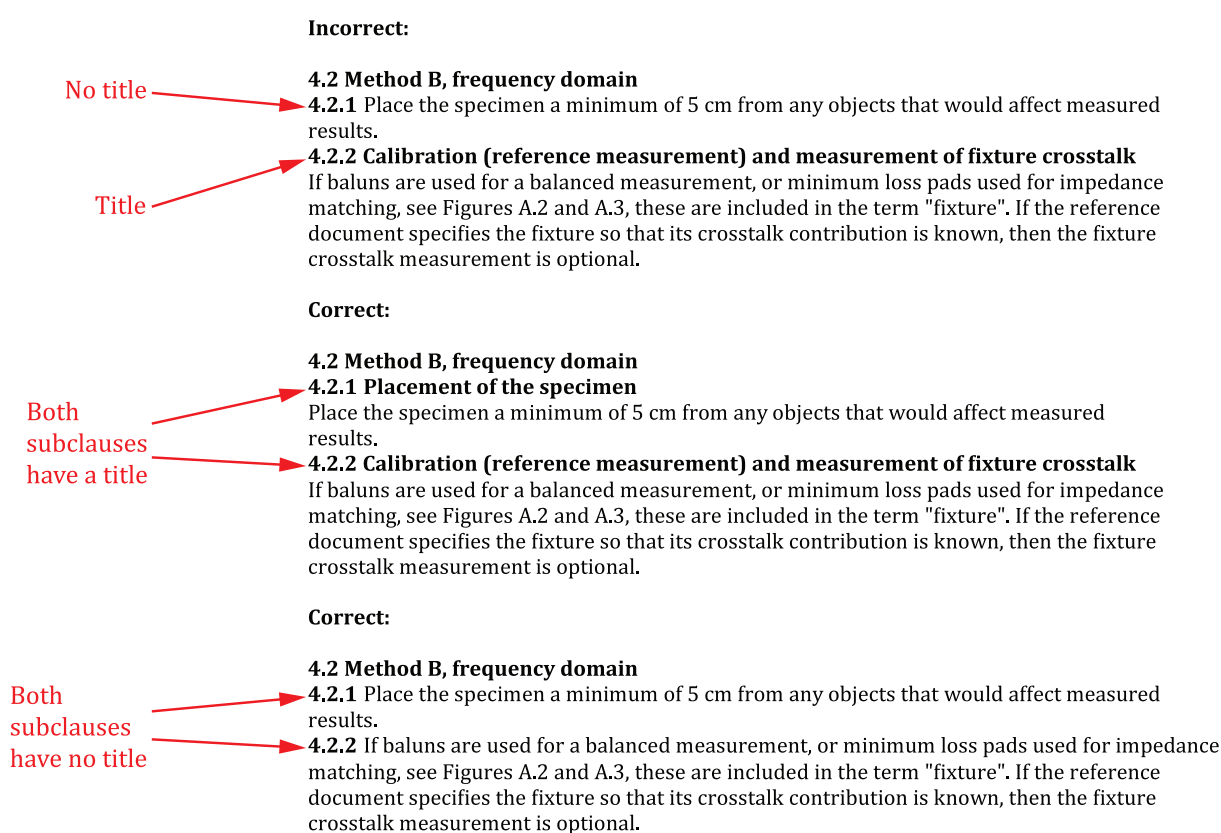 Incorrect:
4.2 Method B, frequency domain
No title
4.2.1 Place the specimen a minimum of 5 cm from any objects that would affect measured
results.
4.2.2 Calibration (reference measurement) and measurement of fixture crosstalk
Title
If baluns are used for a balanced measurement, or minimum loss pads used for impedance
matching, see Figures A.2 and A.3, these are included in the term "fixture". If the reference
document specifies the fixture so that its crosstalk contribution is known, then the fixture
crosstalk measurement is optional.
Correct:
4.2 Method B, frequency domain
4.2.1 Placement of the specimen
Both
subclauses
have a title
Place the specimen a minimum of 5 cm from any objects that would affect measured
results.
4.2.2 Calibration (reference measurement) and measurement of fixture crosstalk
If baluns are used for a balanced measurement, or minimum loss pads used for impedance
matching, see Figures A.2 and A.3, these are included in the term "fixture". If the reference
document specifies the fixture so that its crosstalk contribution is known, then the fixture
crosstalk measurement is optional.
Correct:
4.2 Method B, frequency domain
Both
subclauses
have no title
4.2.1 Place the specimen a minimum of 5 cm from any objects that would affect measured
results.
4.2.2 If baluns are used for a balanced measurement, or minimum loss pads used for impedance
matching, see Figures A.2 and A.3, these are included in the term "fixture". If the reference
document specifies the fixture so that its crosstalk contribution is known, then the fixture
crosstalk measurement is optional.